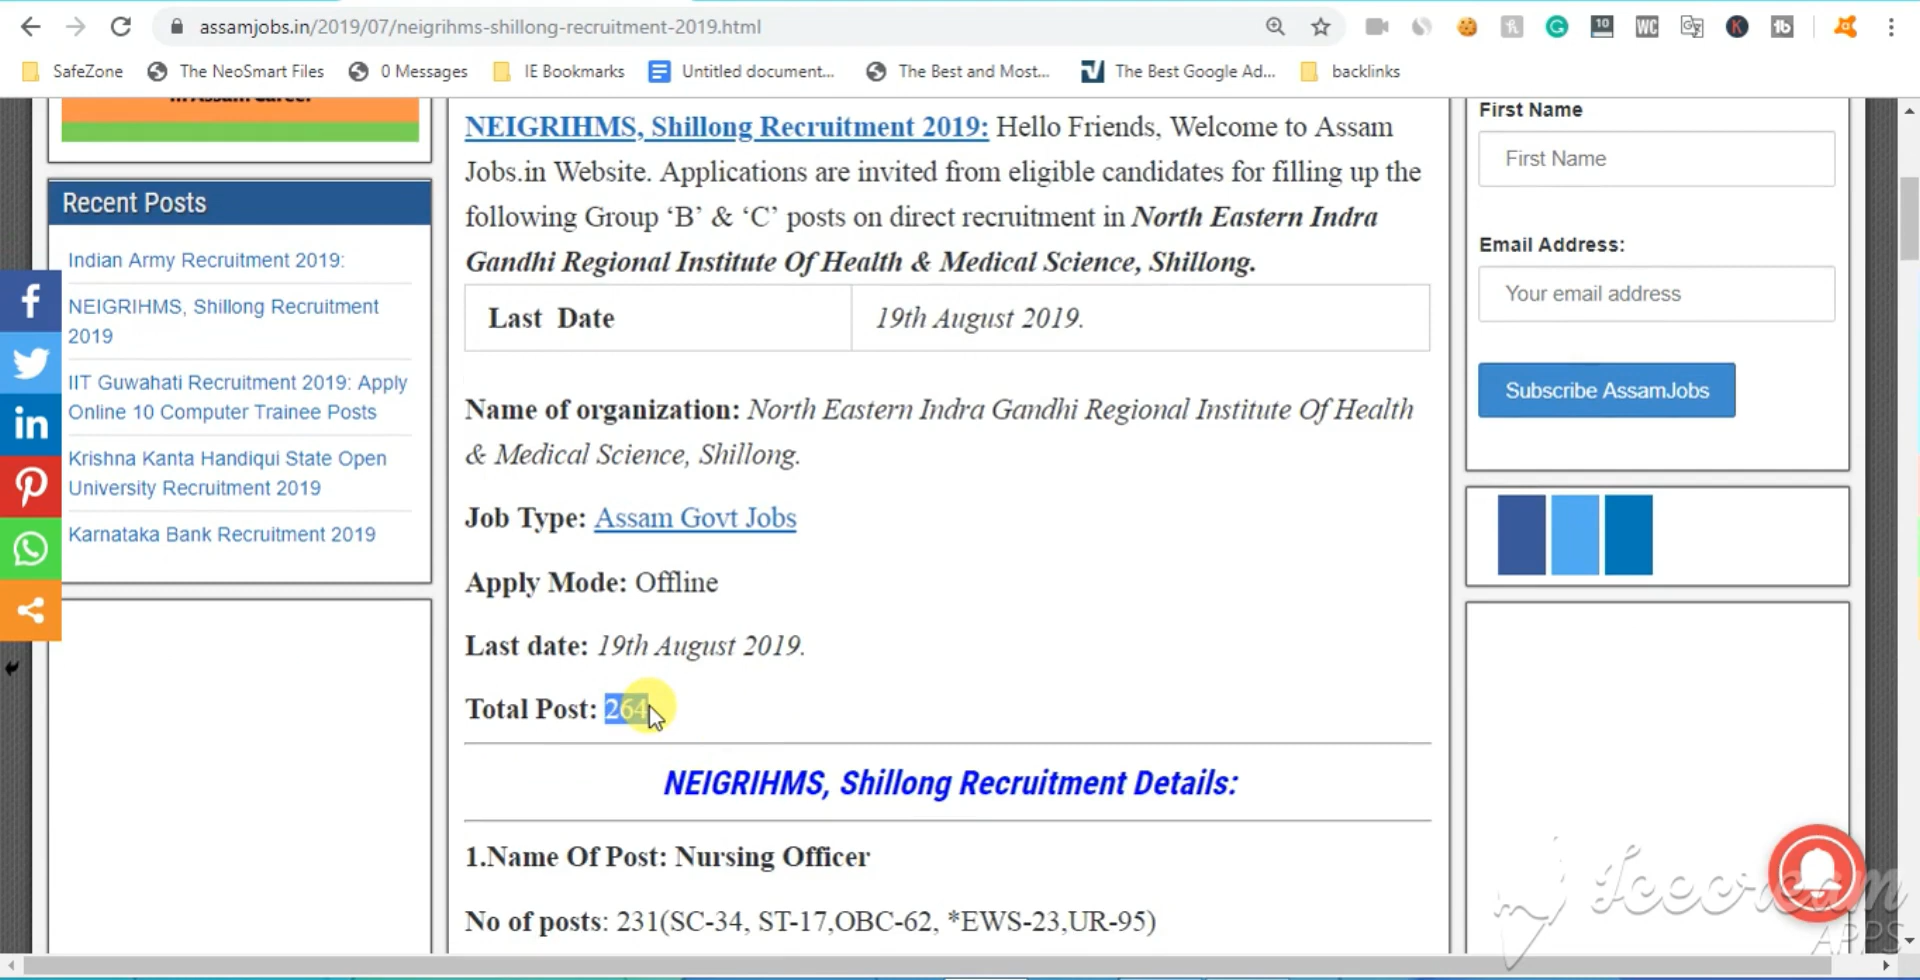 assamjobs.in/2019/07/neigrihms-shillong-recruitment-2019.html
SafeZone
The NeoSmart Files
0 Messages
IE Bookmarks
Untitled document...
The Best and Most...
The Best Google Ad...
backlinks
10
WC
In Assam Career
Recent Posts
Indian Army Recruitment 2019:
NEIGRIHMS, Shillong Recruitment
2019
IIT Guwahati Recruitment 2019: Apply
Online 10 Computer Trainee Posts
Krishna Kanta Handiqui State Open
University Recruitment 2019
Karnataka Bank Recruitment 2019
NEIGRIHMS, Shillong Recruitment 2019: Hello Friends, Welcome to Assam
Jobs.in Website. Applications are invited from eligible candidates for filling up the
following Group ‘B’ & ‘C’ posts on direct recruitment in North Eastern Indra
Gandhi Regional Institute Of Health & Medical Science, Shillong.
Last Date
19th August 2019.
Name of organization: North Eastern Indra Gandhi Regional Institute Of Health
& Medical Science, Shillong.
Job Type: Assam Govt Jobs
Apply Mode: Offline
Last date: 19th August 2019.
Total Post: 264
NEIGRIHMS, Shillong Recruitment Details:
1.Name Of Post: Nursing Officer
No of posts: 231(SC-34, ST-17,OBC-62, *EWS-23,UR-95)
First Name
First Name
Email Address:
Your email address
Subscribe AssamJobs
Icecream
APPS